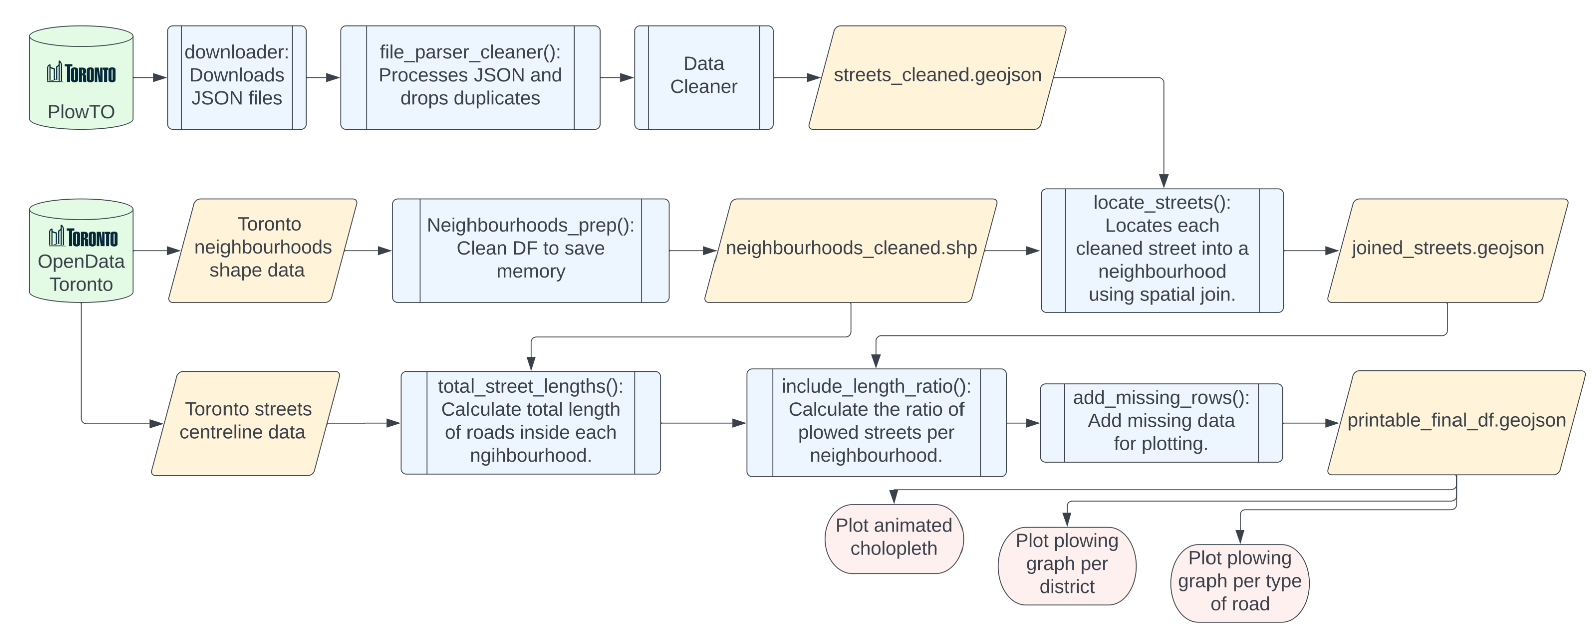 TORONTO
PlowTO
downloader:
Downloads
JSON files
file_parser_cleaner():
Processes JSON and
drops duplicates
Data
Cleaner
streets_cleaned.geojson
TORONTO
OpenData
Toronto
Toronto
neighbourhoods
shape data
Neighbourhoods_prep():
Clean DF to save
memory
neighbourhoods_cleaned.shp
locate_streets():
Locates each
cleaned street into a
neighbourhood
using spatial join.
joined_streets.geojson
Toronto streets
centreline data
total_street_lengths():
Calculate total length
of roads inside each
ngihbourhood.
include_length_ratio():
Calculate the ratio of
plowed streets per
neighbourhood.
add_missing_rows():
Add missing data
for plotting.
printable_final_df.geojson
Plot animated
cholopleth
Plot plowing
graph per
district
Plot plowing
graph per type
of road